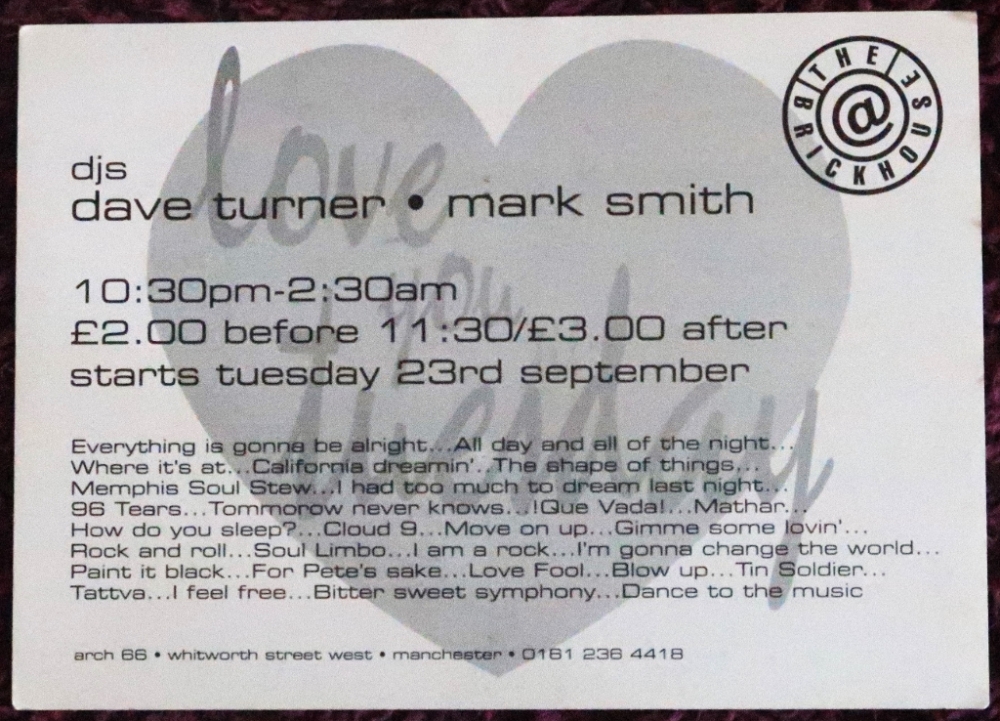 THE BRICKHOUSE
@
love
you
tuesday
djs
dave turner • mark smith
10:30pm-2:30am
£2.00 before 11:30/£3.00 after
starts tuesday 23rd september
Everything is gonna be alright...All day and all of the night...
Where it's at...California dreamin'..The shape of things...
Memphis Soul Stew...I had too much to dream last night...
96 Tears...Tommorow never knows...!Que Vada!...Mathar...
How do you sleep?...Cloud 9...Move on up...Gimme some lovin'...
Rock and roll...Soul Limbo...I am a rock...I'm gonna change the world...
Paint it black...For Pete's sake...Love Fool...Blow up...Tin Soldier...
Tattva...I feel free...Bitter sweet symphony...Dance to the music
arch 66 • whitworth street west • manchester • 0161 236 4418